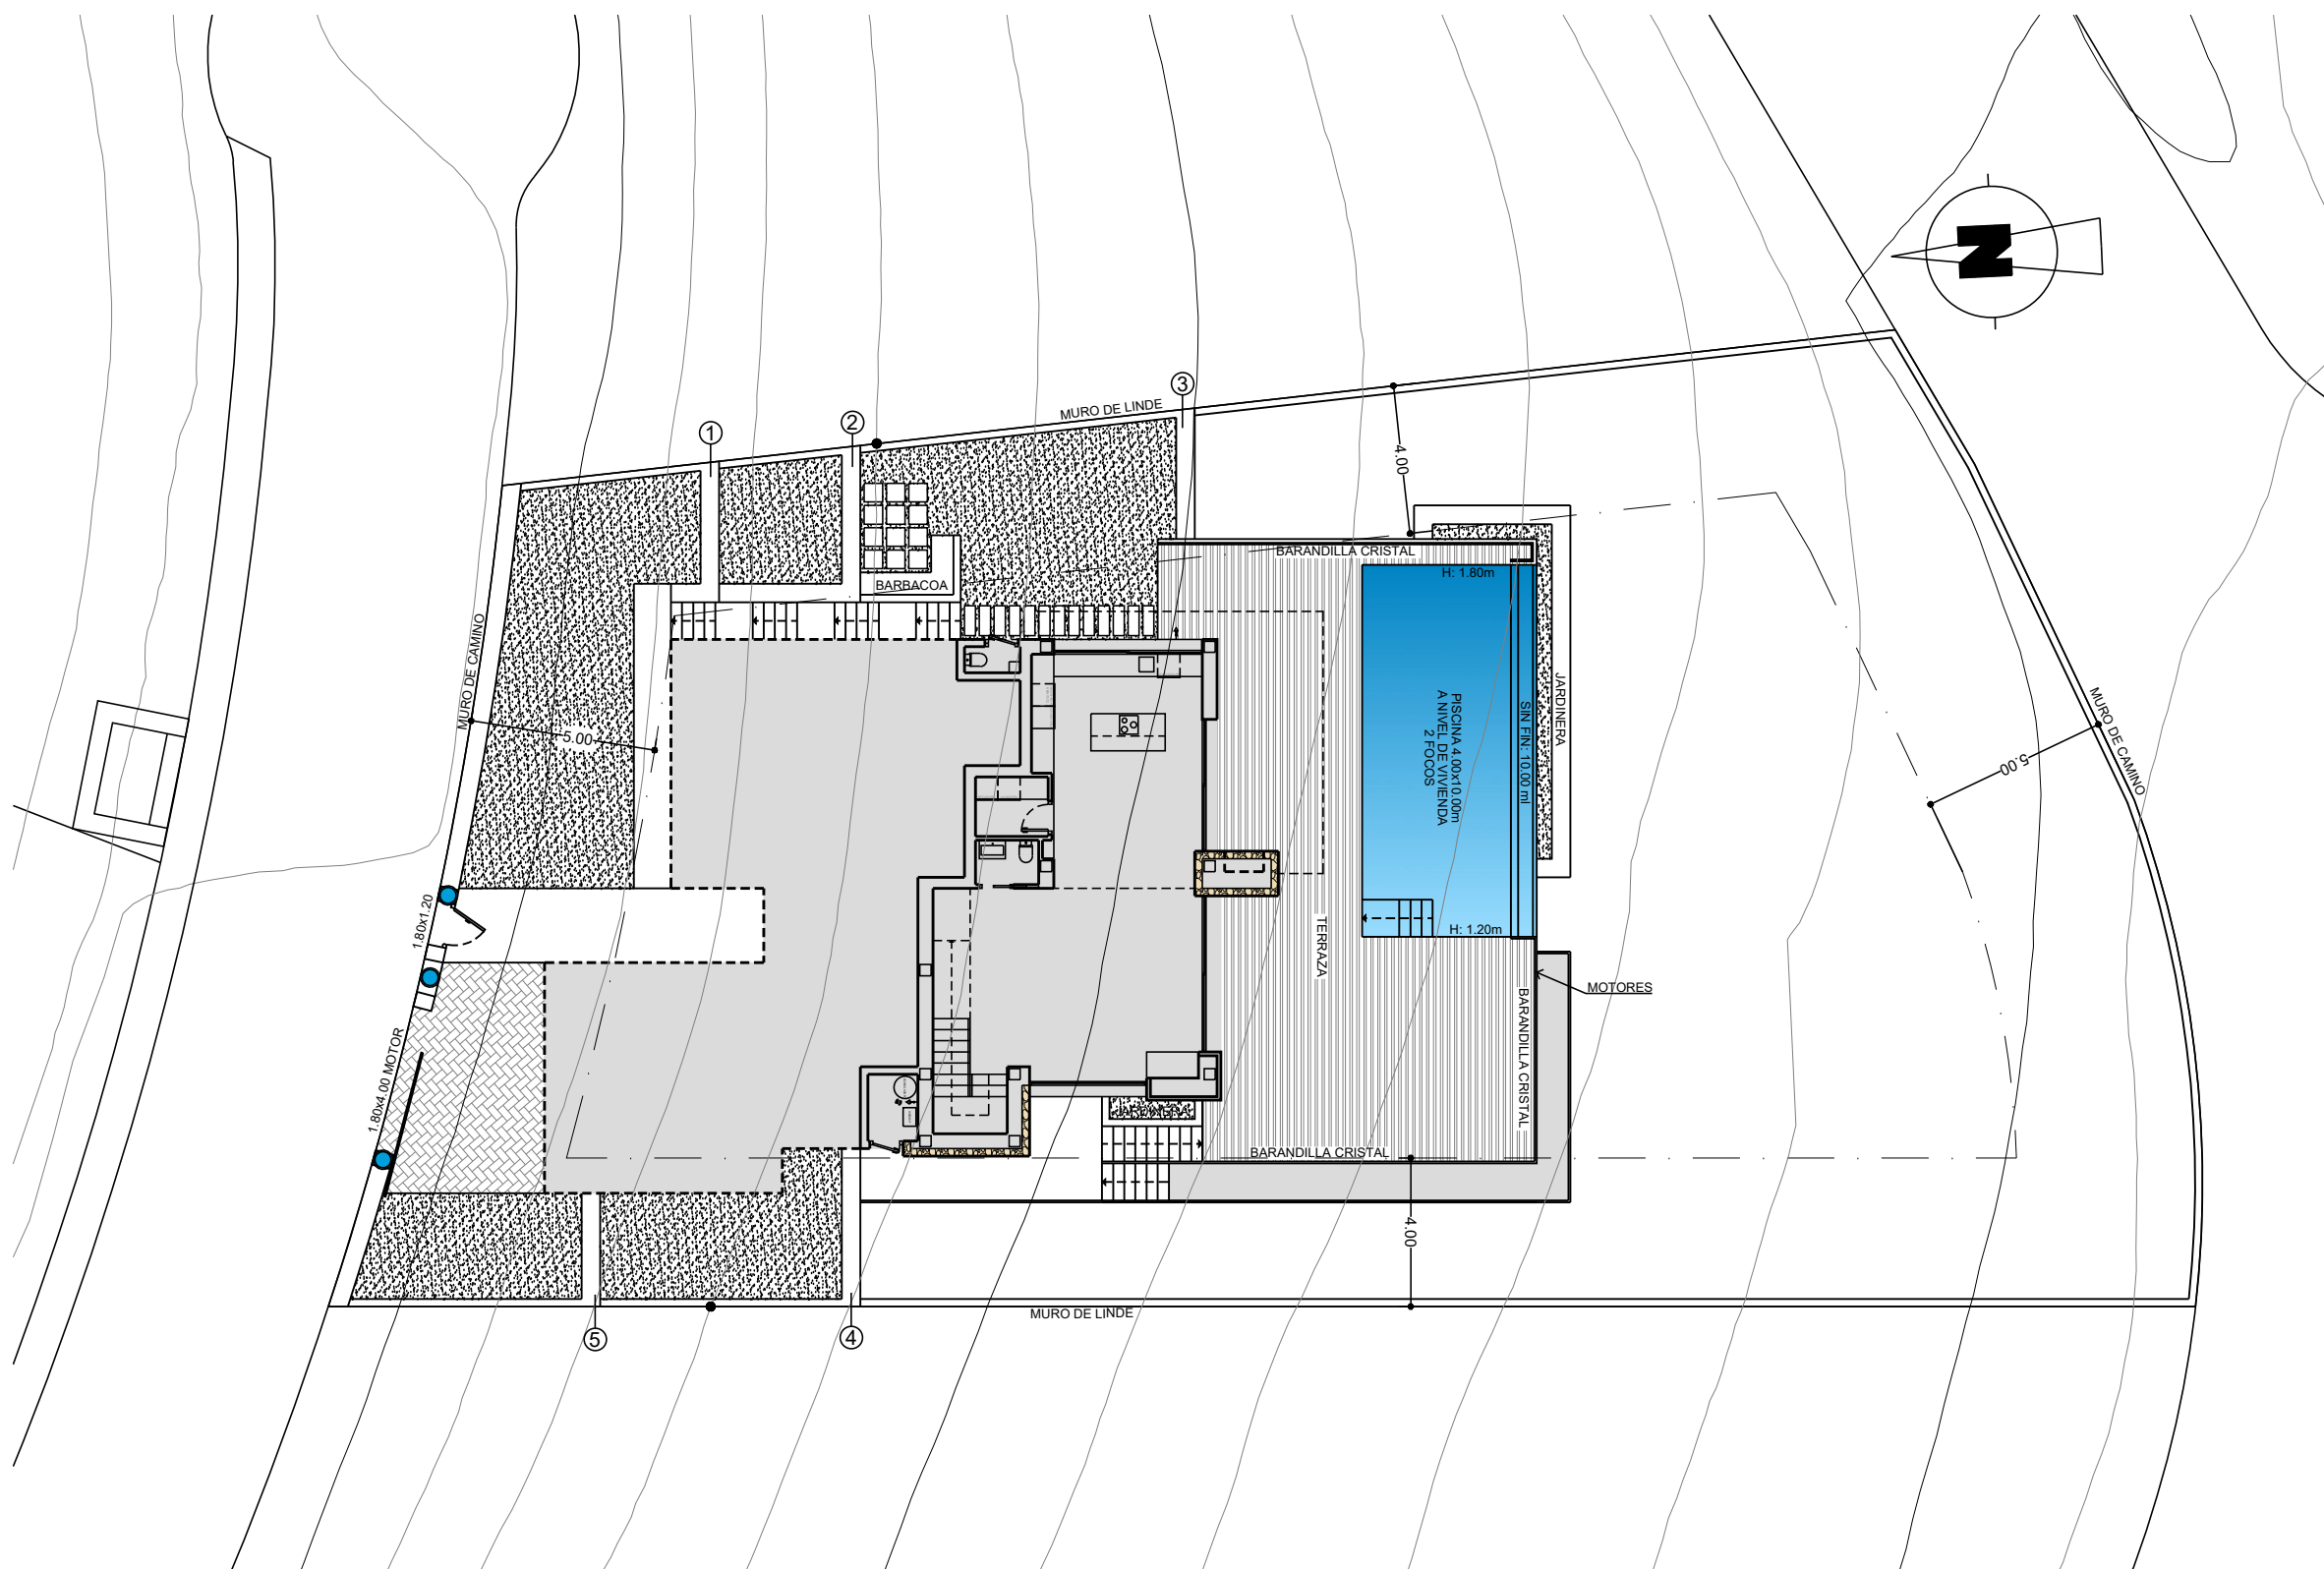 N
3
MURO DE LINDE
2
1
4.00
BARANDILLA CRISTAL
H: 1.80m
BARBACOA
MURO DE CAMINO
5.00
PISCINA 4.00x10.00m
A NIVEL DE VIVIENDA
2 FOCOS
SIN FIN: 10.00 ml
JARDINERA
MURO DE CAMINO
5.00
1.80x1.20
TERRAZA
H: 1.20m
MOTORES
BARANDILLA CRISTAL
1.80x4.00 MOTOR
JARDINERA
BARANDILLA CRISTAL
4.00
MURO DE LINDE
5
4